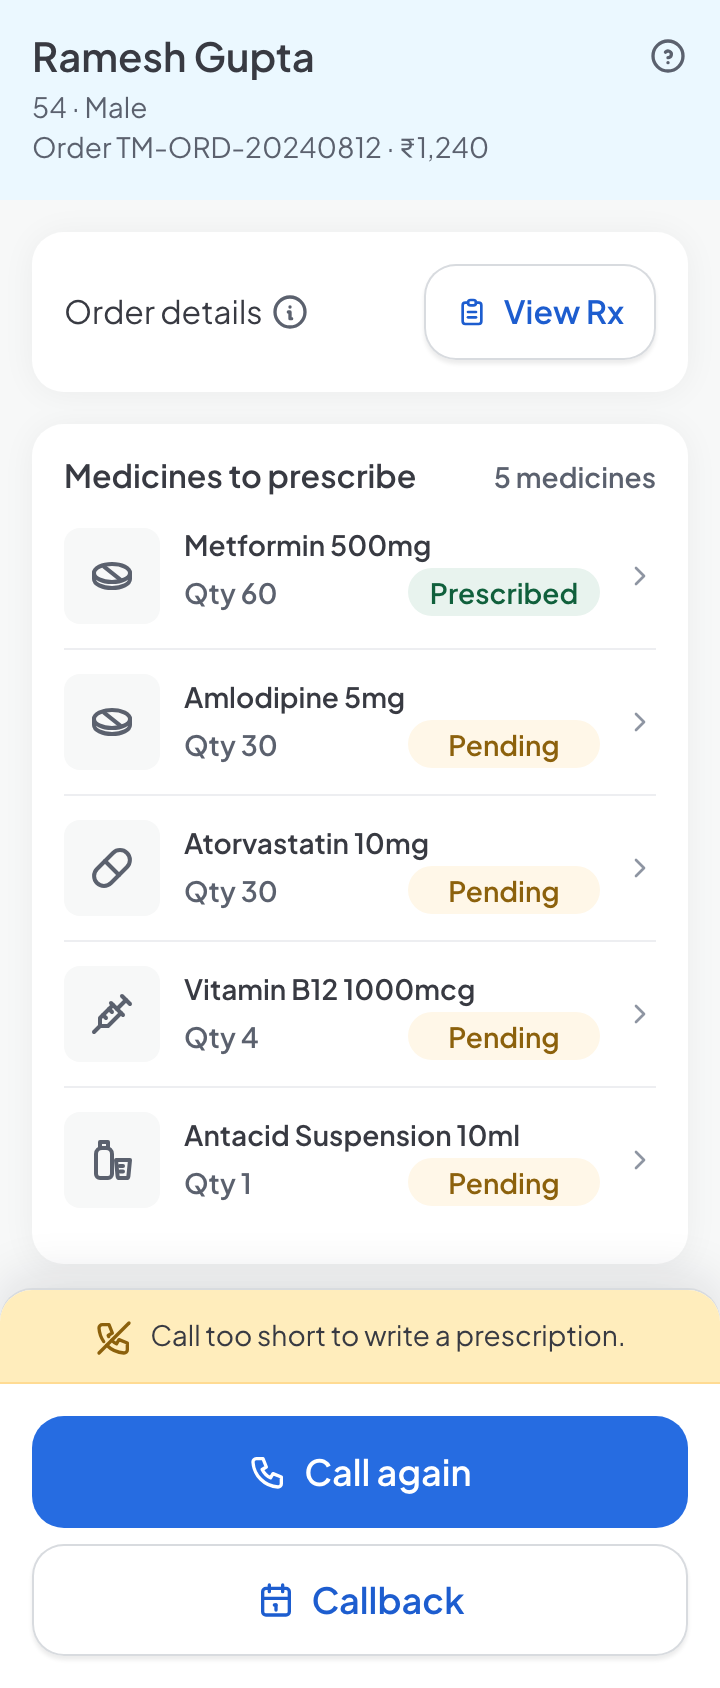 Ramesh Gupta
54 · Male
Order TM-ORD-20240812 · ₹1,240
Order details
View Rx
Medicines to prescribe
5 medicines
Metformin 500mg
Qty 60
Prescribed
Amlodipine 5mg
Qty 30
Pending
Atorvastatin 10mg
Qty 30
Pending
Vitamin B12 1000mcg
Qty 4
Pending
Antacid Suspension 10ml
Qty 1
Pending
Call too short to write a prescription.
Call again
Callback